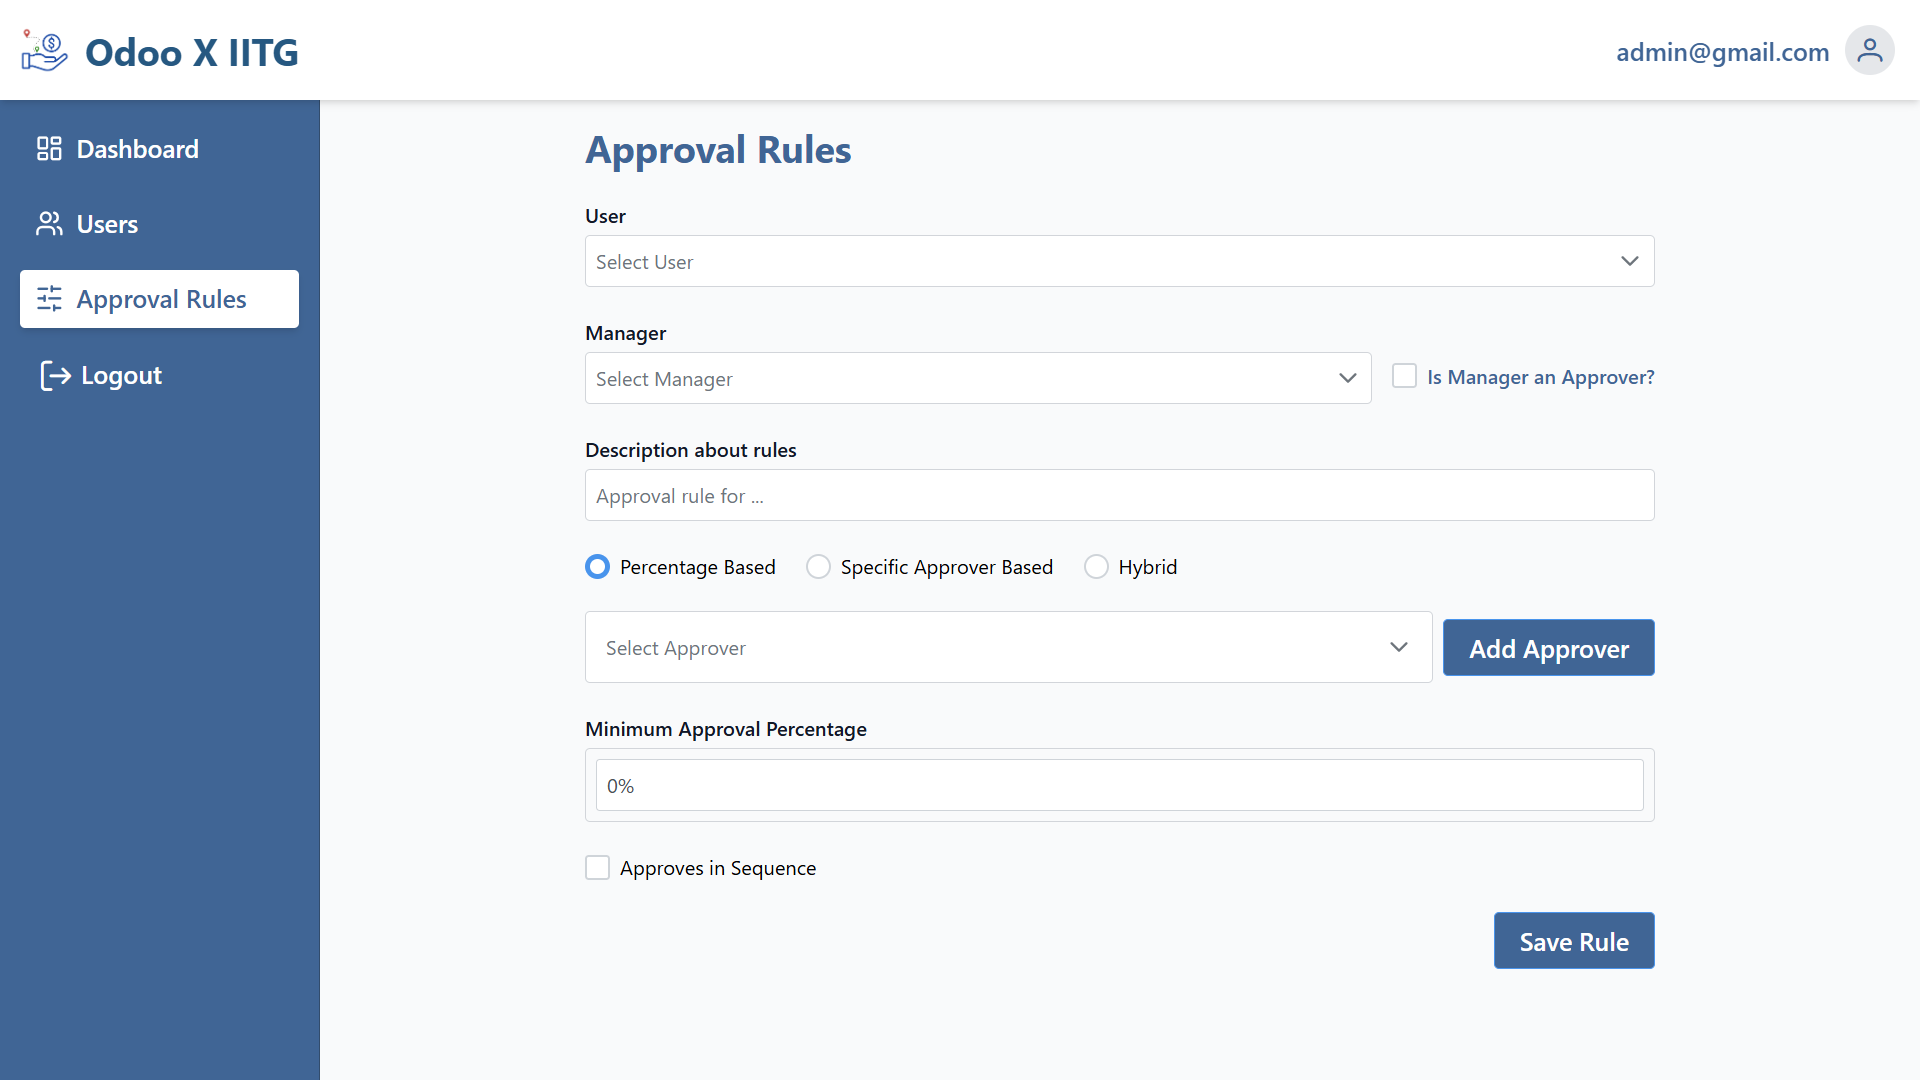 Odoo X IITG
admin@gmail.com
Dashboard
Users
Approval Rules
Logout
Approval Rules
User
Select User
Manager
Select Manager
Is Manager an Approver?
Description about rules
Approval rule for ...
Percentage Based
Specific Approver Based
Hybrid
Select Approver
Add Approver
Minimum Approval Percentage
0%
Approves in Sequence
Save Rule